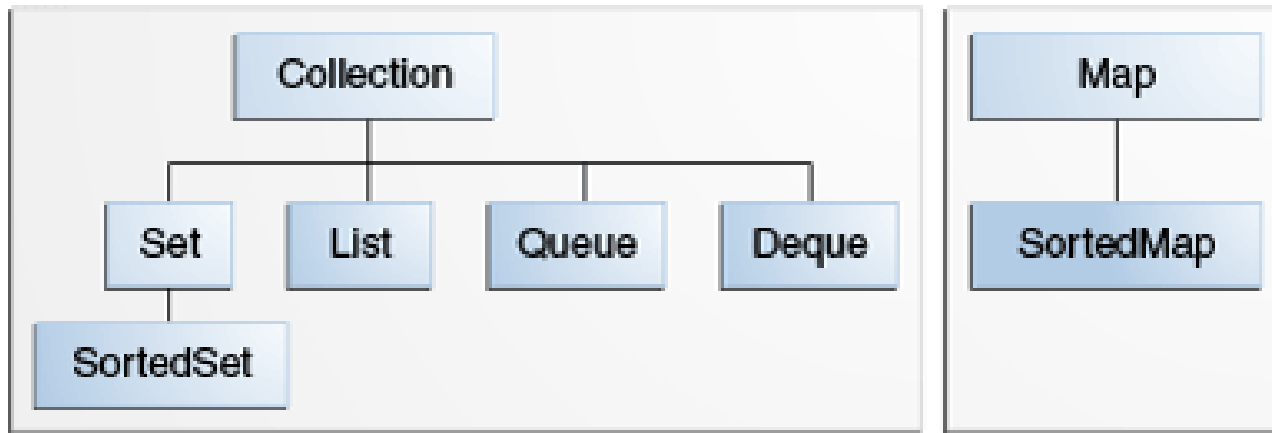 Collection
Map
Set
List
Queue
Deque
SortedMap
SortedSet